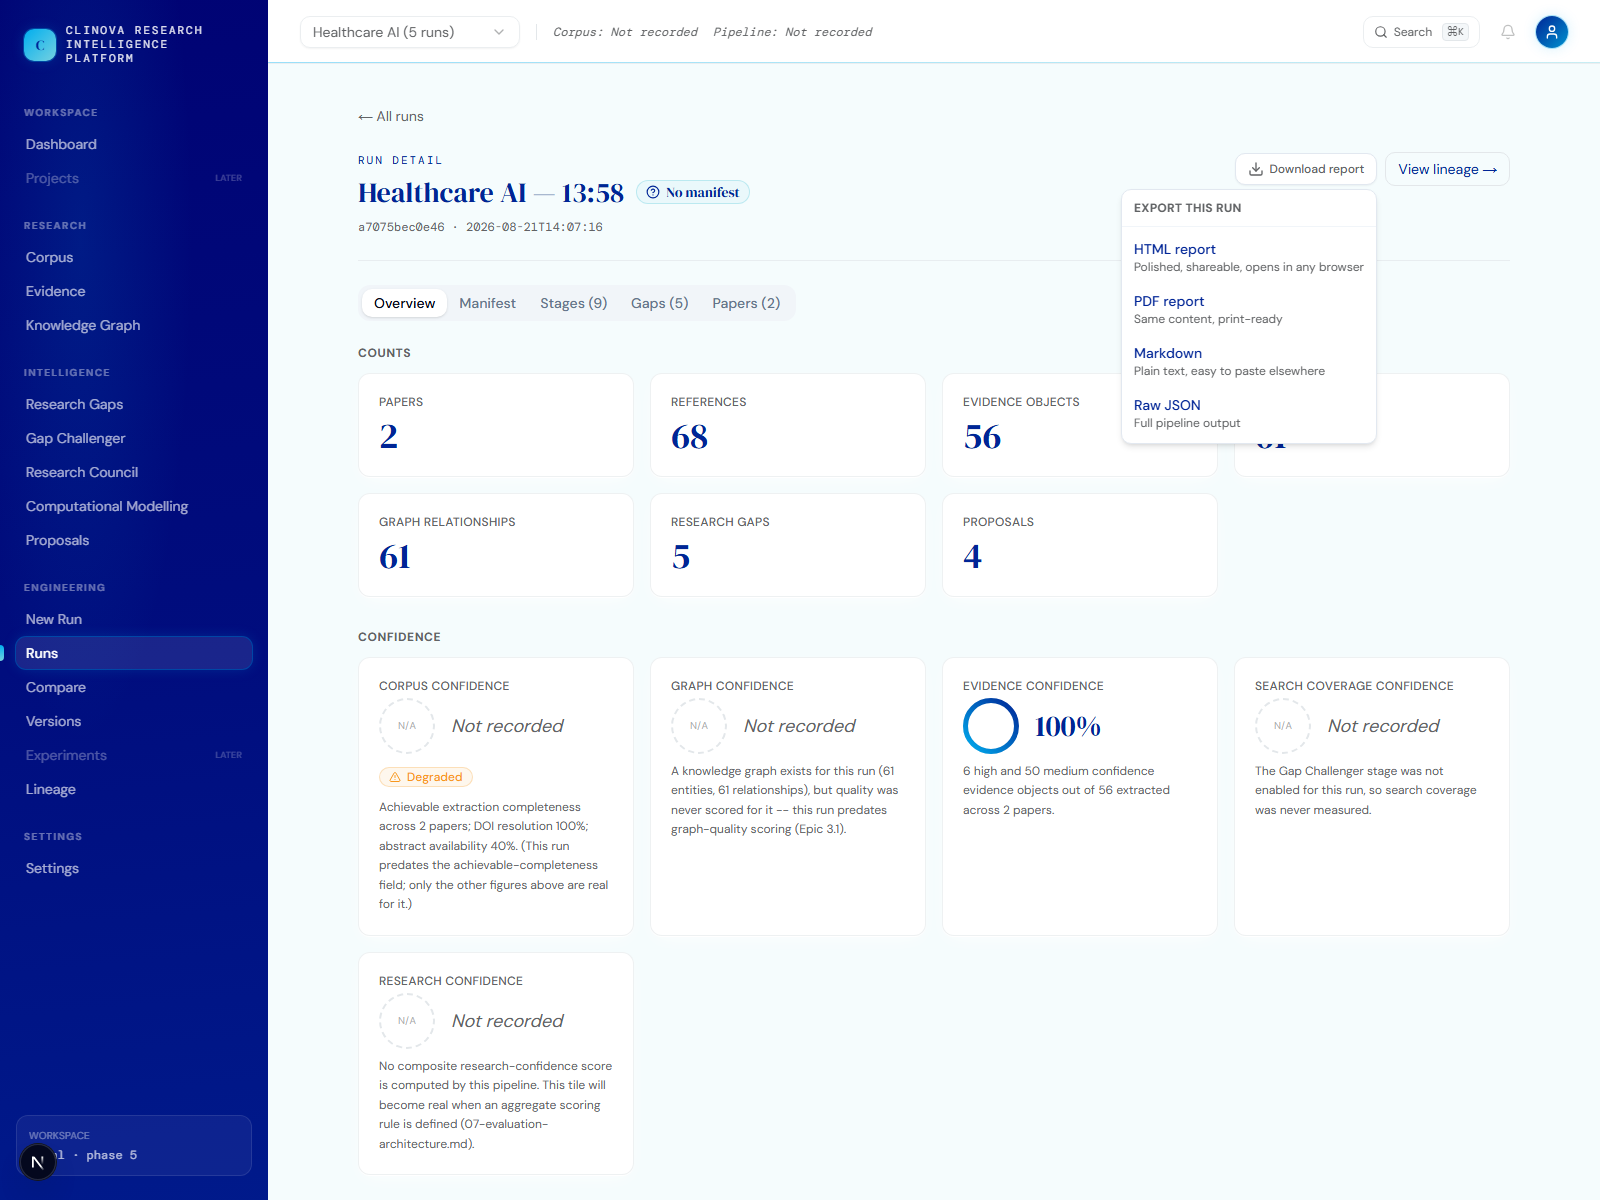 C
CLINOVA RESEARCH
INTELLIGENCE
PLATFORM
WORKSPACE
Dashboard
Projects LATER
RESEARCH
Corpus
Evidence
Knowledge Graph
INTELLIGENCE
Research Gaps
Gap Challenger
Research Council
Computational Modelling
Proposals
ENGINEERING
New Run
Runs
Compare
Versions
Experiments LATER
Lineage
SETTINGS
Settings
WORKSPACE
· phase 5
N
Healthcare AI (5 runs)
Corpus: Not recorded Pipeline: Not recorded
Search ⌘K
← All runs
RUN DETAIL
Healthcare AI — 13:58
No manifest
a7075bec0e46 · 2026-08-21T14:07:16
Download report
View lineage →
EXPORT THIS RUN
HTML report
Polished, shareable, opens in any browser
PDF report
Same content, print-ready
Markdown
Plain text, easy to paste elsewhere
Raw JSON
Full pipeline output
Overview Manifest Stages (9) Gaps (5) Papers (2)
COUNTS
PAPERS
2
REFERENCES
68
EVIDENCE OBJECTS
56
GRAPH RELATIONSHIPS
61
RESEARCH GAPS
5
PROPOSALS
4
CONFIDENCE
CORPUS CONFIDENCE
N/A
Not recorded
Degraded
Achievable extraction completeness
across 2 papers; DOI resolution 100%;
abstract availability 40%. (This run
predates the achievable-completeness
field; only the other figures above are real
for it.)
GRAPH CONFIDENCE
N/A
Not recorded
A knowledge graph exists for this run (61
entities, 61 relationships), but quality was
never scored for it -- this run predates
graph-quality scoring (Epic 3.1).
EVIDENCE CONFIDENCE
100%
6 high and 50 medium confidence
evidence objects out of 56 extracted
across 2 papers.
SEARCH COVERAGE CONFIDENCE
N/A
Not recorded
The Gap Challenger stage was not
enabled for this run, so search coverage
was never measured.
RESEARCH CONFIDENCE
N/A
Not recorded
No composite research-confidence score
is computed by this pipeline. This tile will
become real when an aggregate scoring
rule is defined (07-evaluation-
architecture.md).